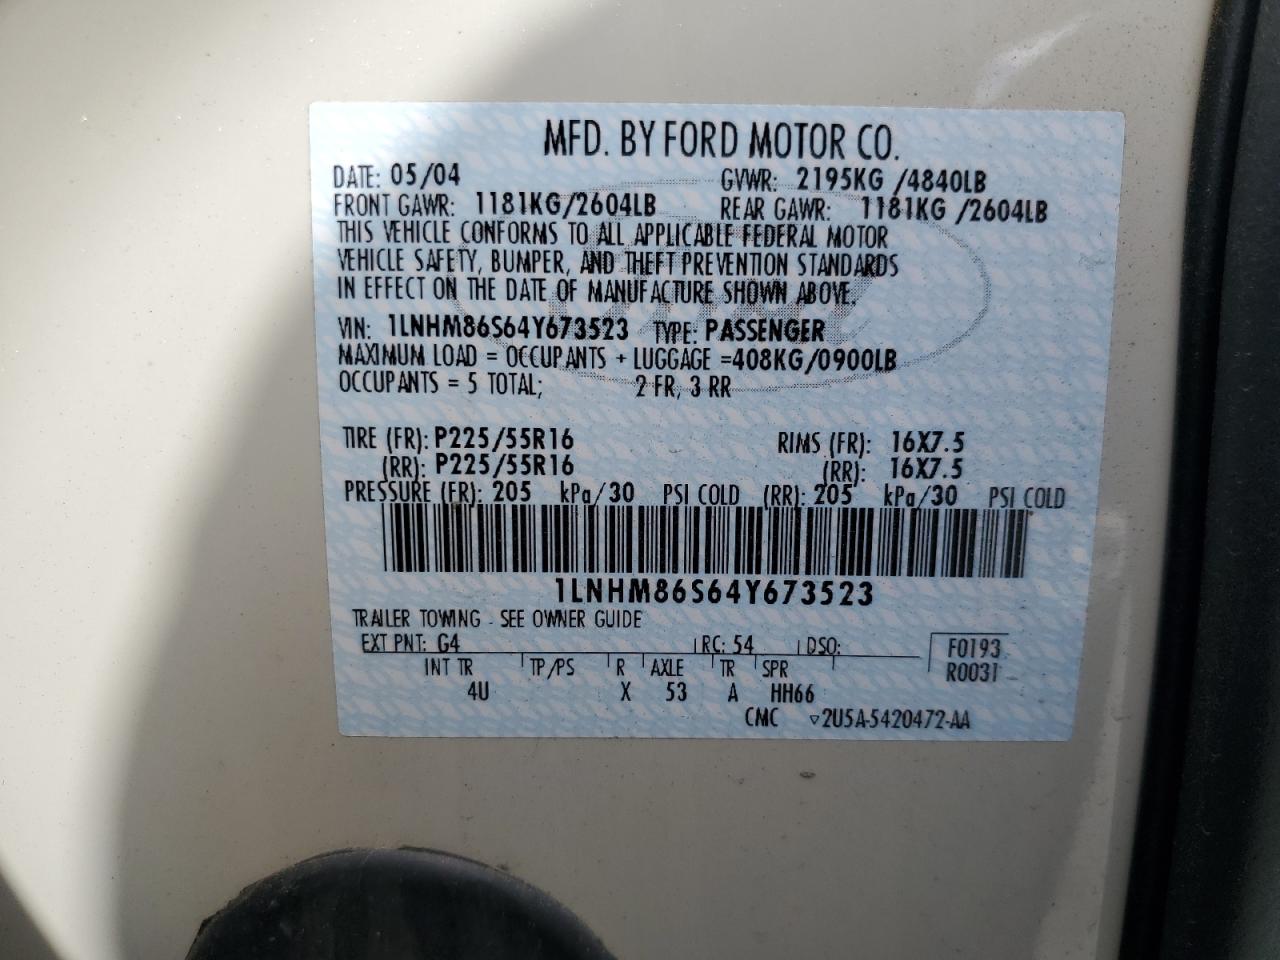 MFD. BY FORD MOTOR CO.
DATE: 05/04 GVWR: 2195KG /4840LB
FRONT GAWR: 1181KG/2604LB REAR GAWR: 1181KG /2604LB
THIS VEHICLE CONFORMS TO ALL APPLICABLE FEDERAL MOTOR
VEHICLE SAFETY, BUMPER, AND THEFT PREVENTION STANDARDS
IN EFFECT ON THE DATE OF MANUFACTURE SHOWN ABOVE.
VIN: 1LNHM86S64Y673523 TYPE: PASSENGER
MAXIMUM LOAD = OCCUPANTS + LUGGAGE =408KG/0900LB
OCCUPANTS = 5 TOTAL; 2 FR, 3 RR
TIRE (FR): P225/55R16 RIMS (FR): 16X7.5
(RR): P225/55R16 (RR): 16X7.5
PRESSURE (FR): 205 kPa/30 PSI COLD (RR): 205 kPa/30 PSI COLD
1LNHM86S64Y673523
TRAILER TOWING - SEE OWNER GUIDE
EXT PNT: G4 RC: 54 DSO: F0193
INT TR TP/PS R AXLE TR SPR R0031
4U X 53 A HH66
CMC ▽2U5A-5420472-AA